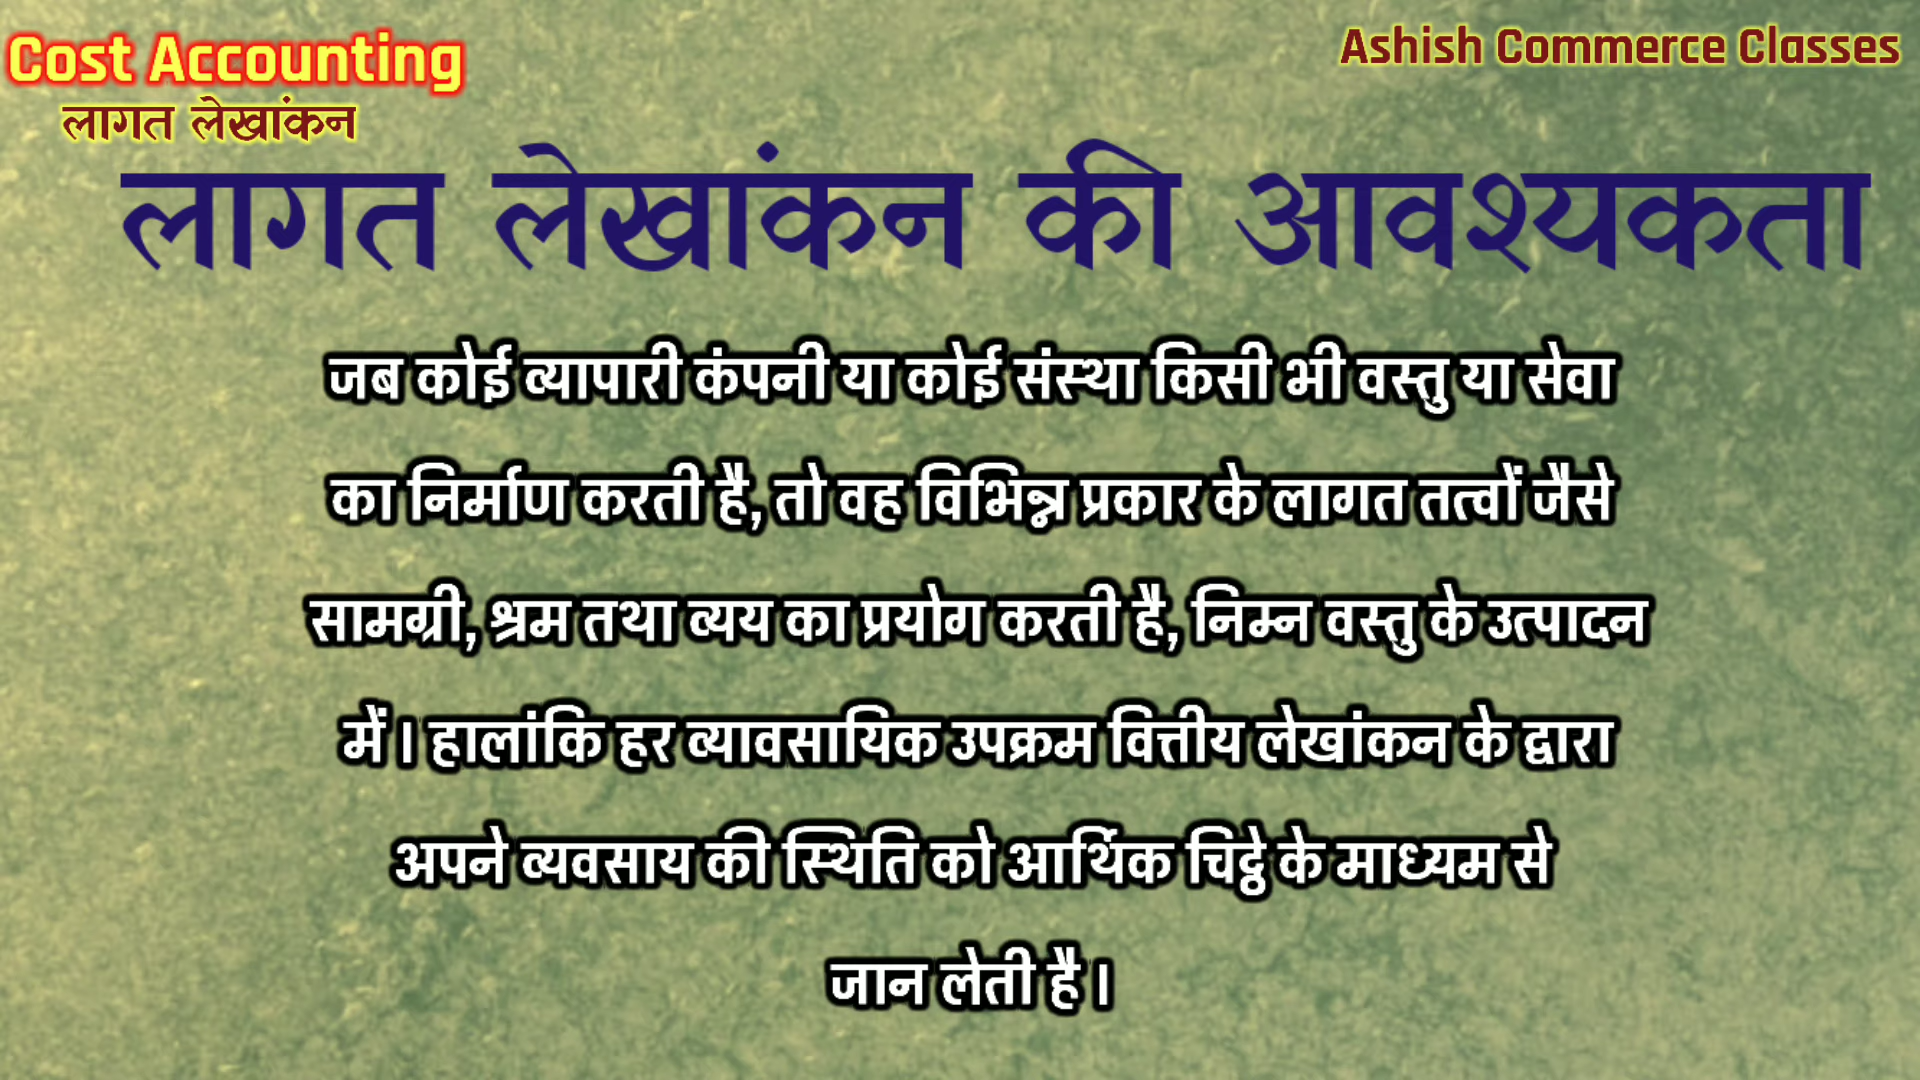 Cost Accounting
लागत लेखांकन
Ashish Commerce Classes
लागत लेखांकन की आवश्यकता
जब कोई व्यापारी कंपनी या कोई संस्था किसी भी वस्तु या सेवा
का निर्माण करती है, तो वह विभिन्न प्रकार के लागत तत्वों जैसे
सामग्री, श्रम तथा व्यय का प्रयोग करती है, निम्न वस्तु के उत्पादन
में । हालांकि हर व्यावसायिक उपक्रम वित्तीय लेखांकन के द्वारा
अपने व्यवसाय की स्थिति को आर्थिक चिट्ठे के माध्यम से
जान लेती है ।